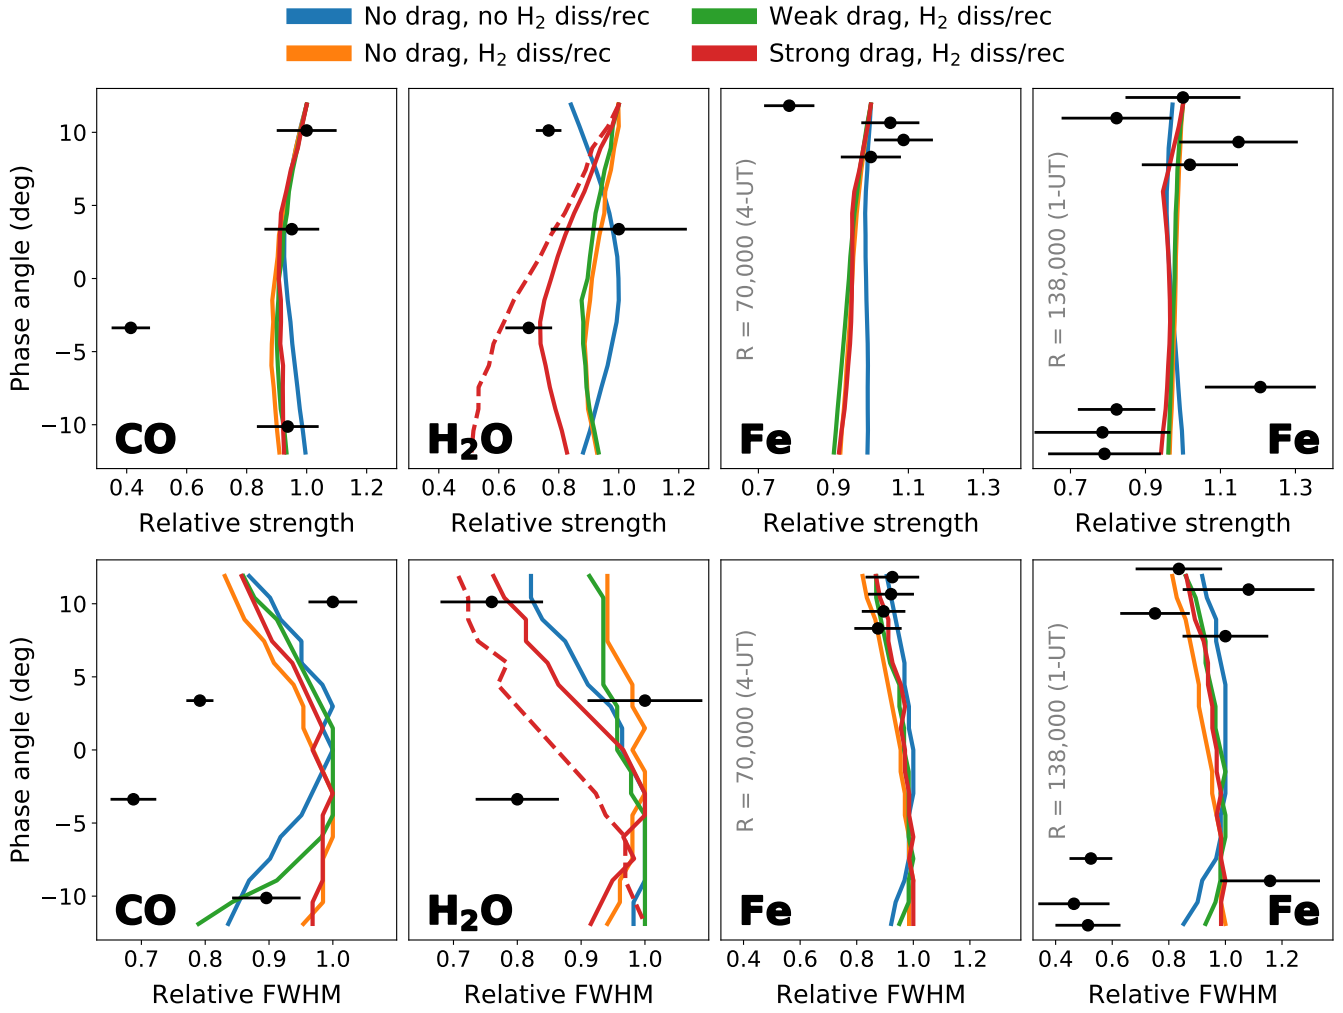 No drag, no H₂ diss/rec
No drag, H₂ diss/rec
Weak drag, H₂ diss/rec
Strong drag, H₂ diss/rec
Phase angle (deg)
10
5
0
−5
−10
CO
0.4 0.6 0.8 1.0 1.2
Relative strength
H₂O
0.4 0.6 0.8 1.0 1.2
Relative strength
R = 70,000 (4-UT)
Fe
0.7 0.9 1.1 1.3
Relative strength
R = 138,000 (1-UT)
Fe
0.7 0.9 1.1 1.3
Relative strength
Phase angle (deg)
10
5
0
−5
−10
CO
0.7 0.8 0.9 1.0
Relative FWHM
H₂O
0.7 0.8 0.9 1.0
Relative FWHM
R = 70,000 (4-UT)
Fe
0.4 0.6 0.8 1.0 1.2
Relative FWHM
R = 138,000 (1-UT)
Fe
0.4 0.6 0.8 1.0 1.2
Relative FWHM